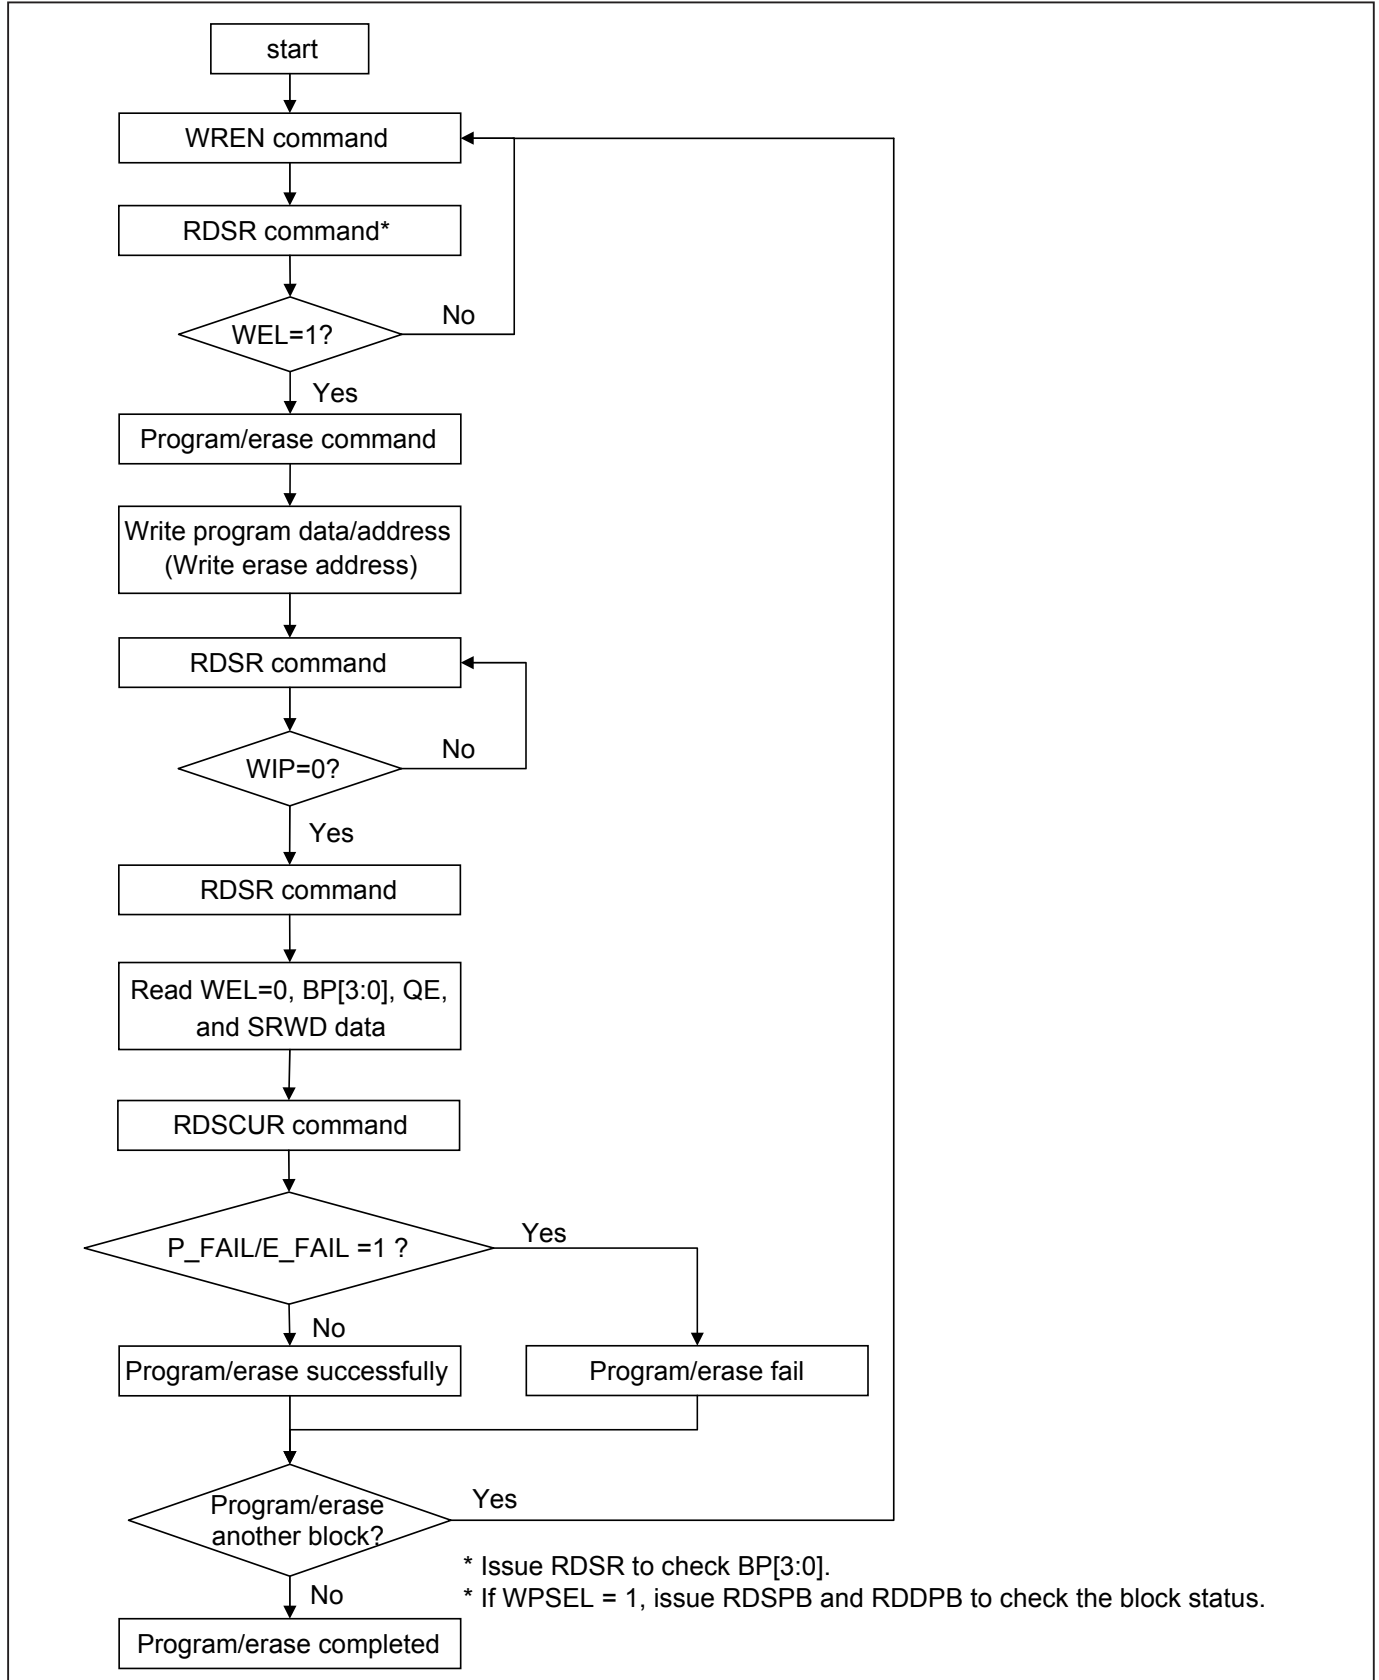 start
WREN command
RDSR command*
WEL=1?
No
Yes
Program/erase command
Write program data/address
(Write erase address)
RDSR command
WIP=0?
No
Yes
RDSR command
Read WEL=0, BP[3:0], QE,
and SRWD data
RDSCUR command
P_FAIL/E_FAIL =1 ?
Yes
No
Program/erase successfully
Program/erase fail
Program/erase
another block?
Yes
* Issue RDSR to check BP[3:0].
* If WPSEL = 1, issue RDSPB and RDDPB to check the block status.
No
Program/erase completed